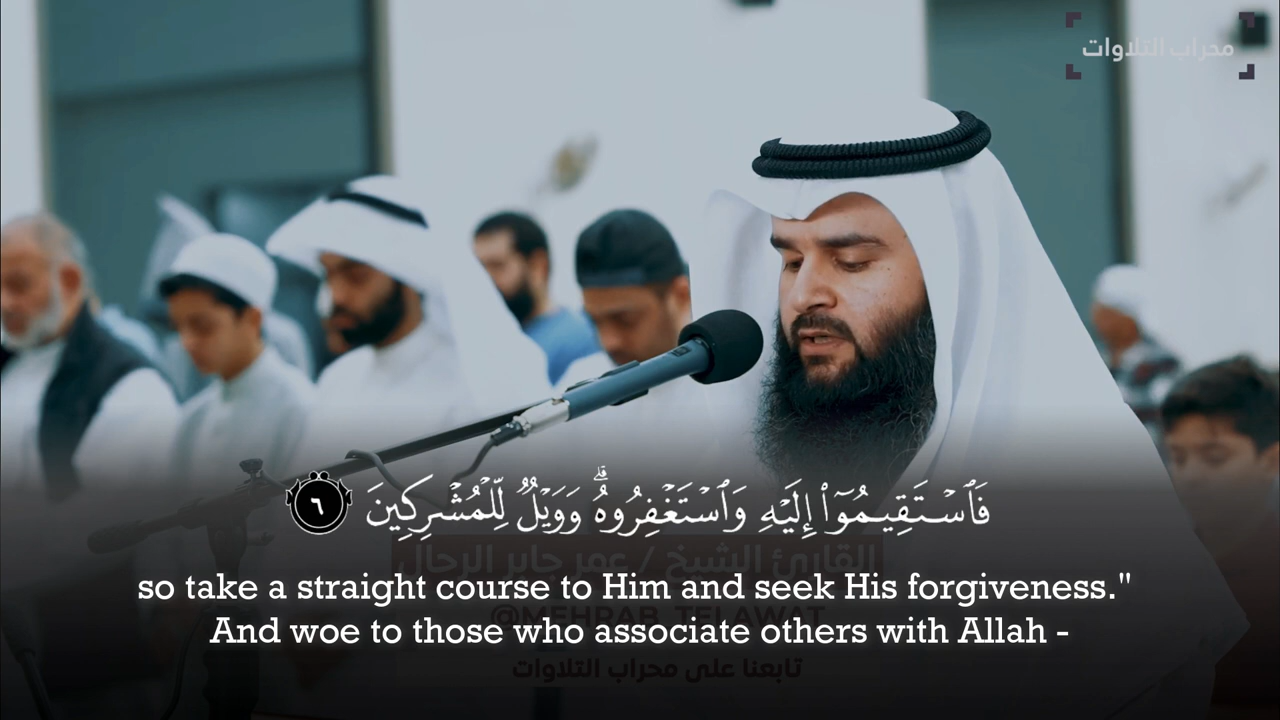 محراب التلاوات
فَٱسْتَقِيمُوٓا۟ إِلَيْهِ وَٱسْتَغْفِرُوهُ ۗ وَوَيْلٌ لِّلْمُشْرِكِينَ ٦
القارئ الشيخ / عمر جابر الرحال
so take a straight course to Him and seek His forgiveness."
@MEHRAB_TELAWAT
And woe to those who associate others with Allah -
تابعنا على محراب التلاوات